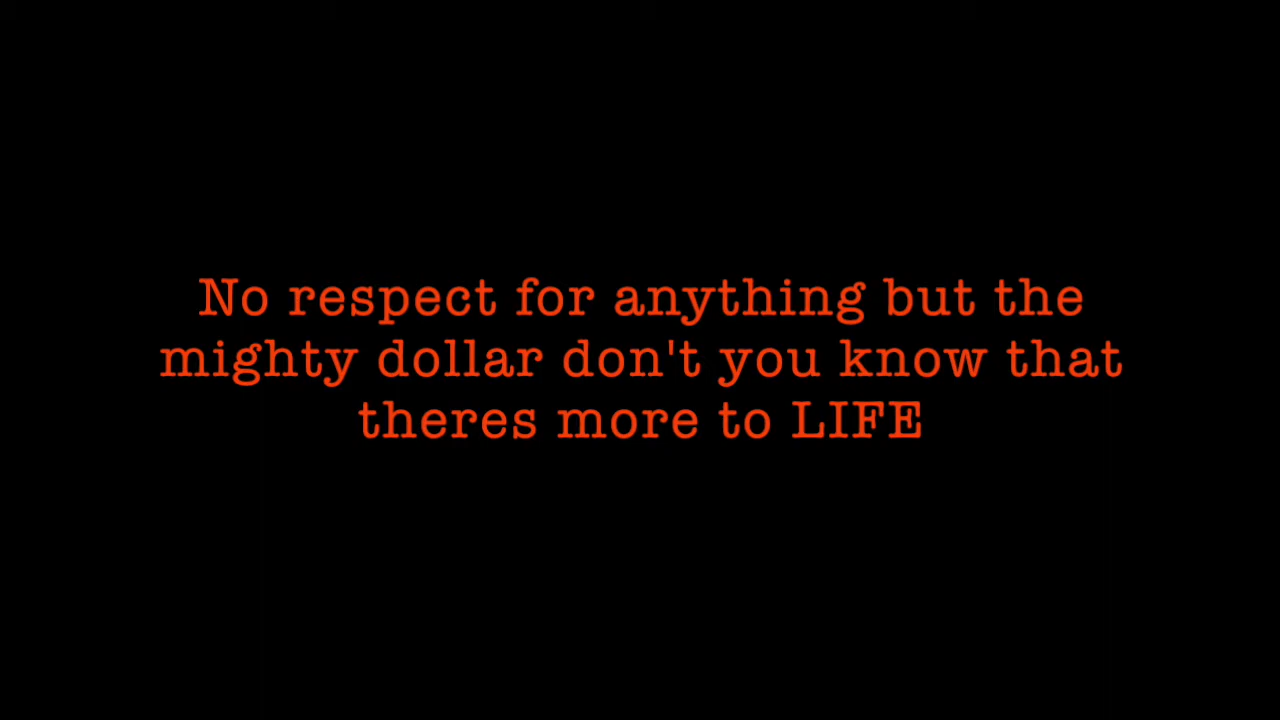 No respect for anything but the
mighty dollar don't you know that
theres more to LIFE